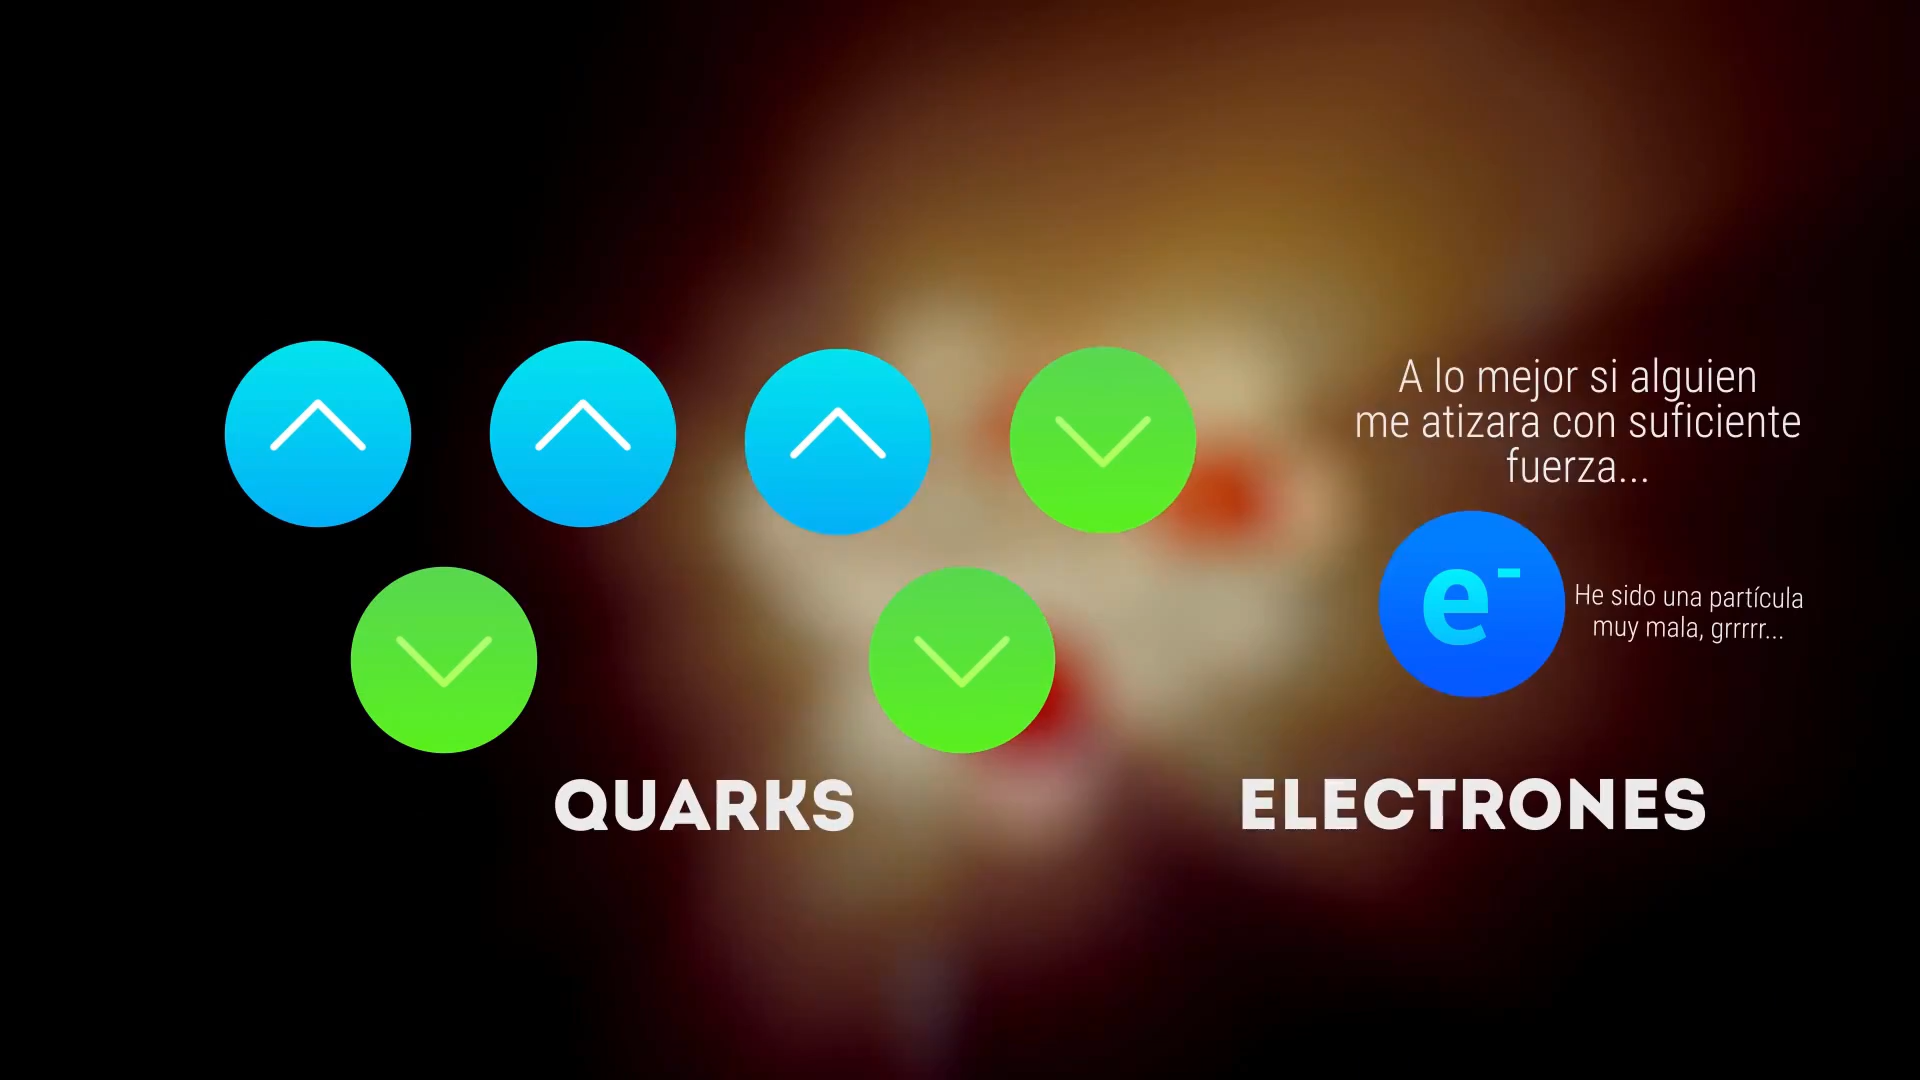 A lo mejor si alguien
me atizara con suficiente
fuerza...
e-
He sido una partícula
muy mala, grrrrr...
QUARKS
ELECTRONES